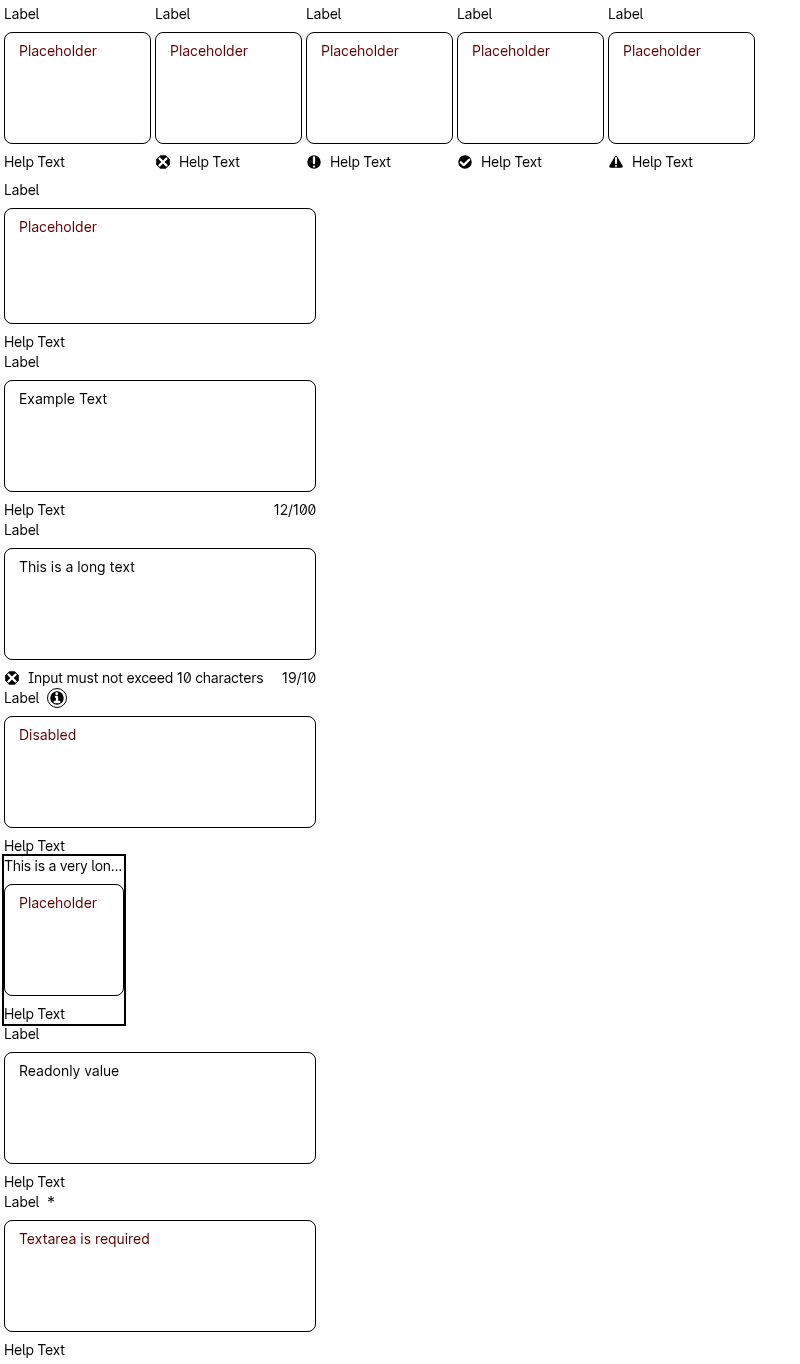 Label Label Label Label Label
Placeholder Placeholder Placeholder Placeholder Placeholder
Help Text Help Text Help Text Help Text Help Text
Label
Placeholder
Help Text
Label
Example Text
Help Text 12/100
Label
This is a long text
Input must not exceed 10 characters 19/10
Label
Disabled
Help Text
This is a very lon...
Placeholder
Help Text
Label
Readonly value
Help Text
Label *
Textarea is required
Help Text